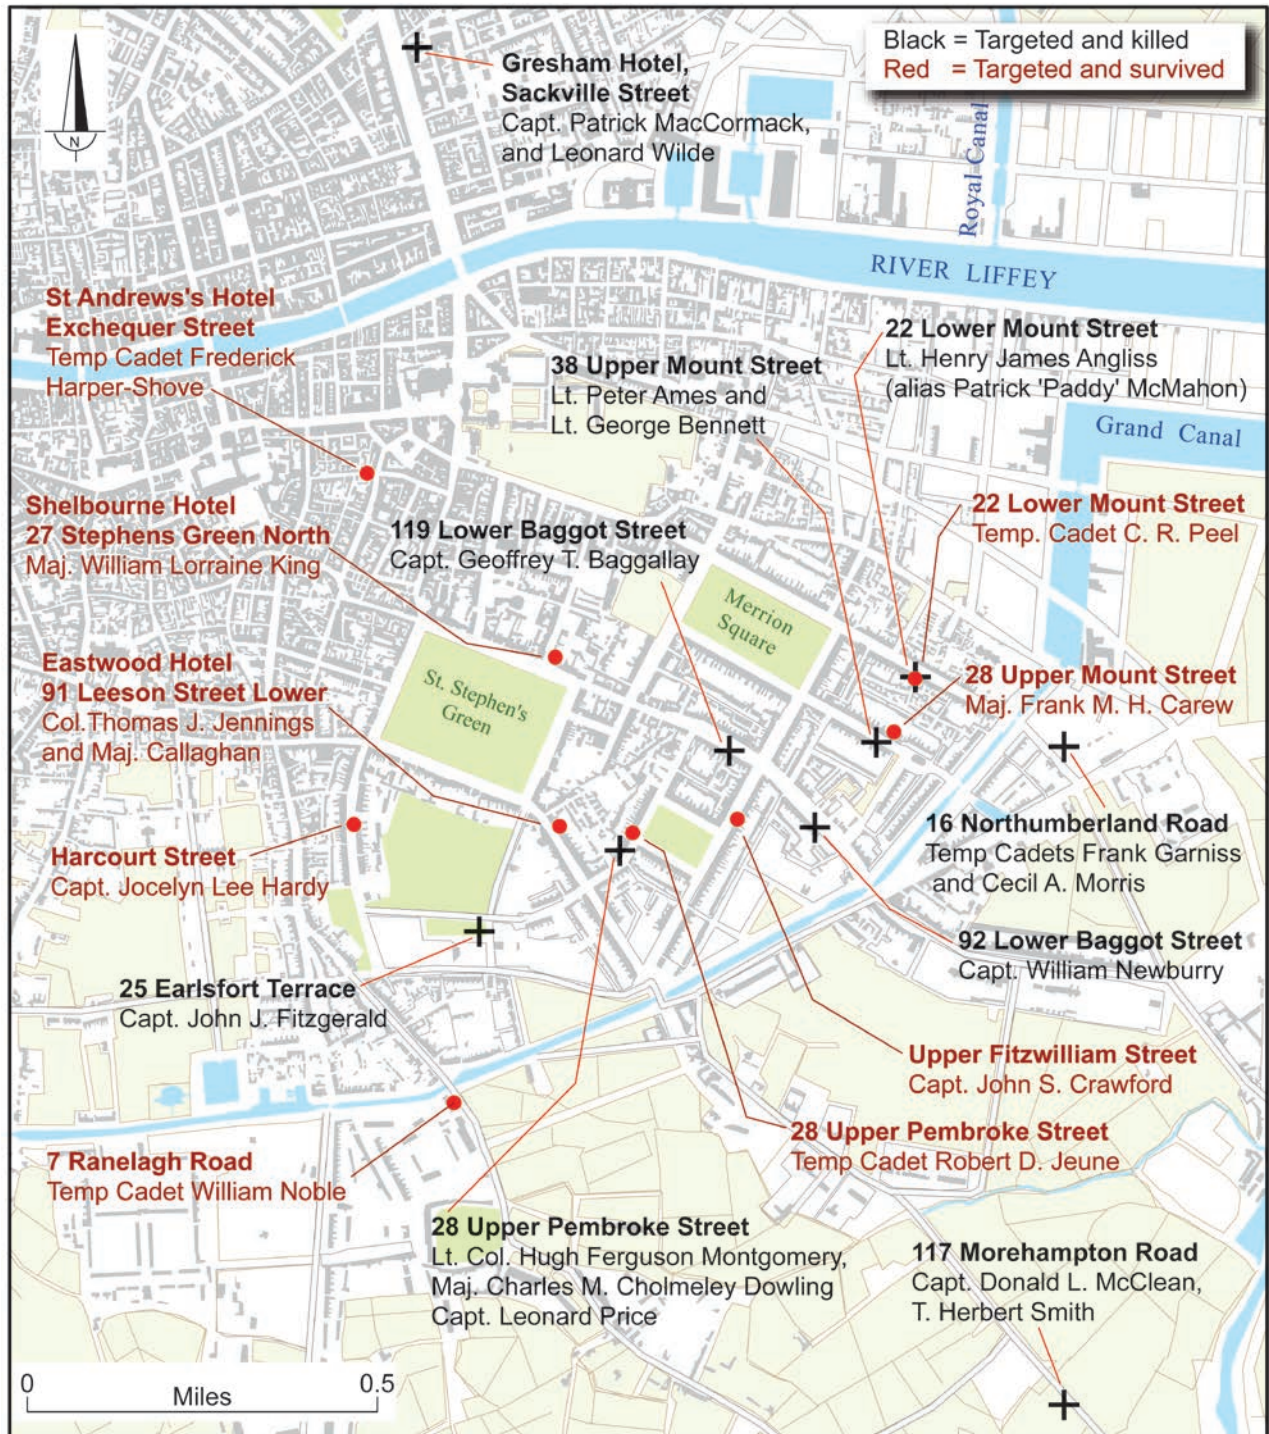 N
Black = Targeted and killed
Red = Targeted and survived
Gresham Hotel,
Sackville Street
Capt. Patrick MacCormack,
and Leonard Wilde
Royal Canal
RIVER LIFFEY
St Andrews's Hotel
Exchequer Street
Temp Cadet Frederick
Harper-Shove
38 Upper Mount Street
Lt. Peter Ames and
Lt. George Bennett
22 Lower Mount Street
Lt. Henry James Angliss
(alias Patrick 'Paddy' McMahon)
Grand Canal
Shelbourne Hotel
27 Stephens Green North
Maj. William Lorraine King
119 Lower Baggot Street
Capt. Geoffrey T. Baggallay
22 Lower Mount Street
Temp. Cadet C. R. Peel
Merrion
Square
Eastwood Hotel
91 Leeson Street Lower
Col.Thomas J. Jennings
and Maj. Callaghan
St. Stephen's
Green
28 Upper Mount Street
Maj. Frank M. H. Carew
Harcourt Street
Capt. Jocelyn Lee Hardy
16 Northumberland Road
Temp Cadets Frank Garniss
and Cecil A. Morris
92 Lower Baggot Street
Capt. William Newburry
25 Earlsfort Terrace
Capt. John J. Fitzgerald
Upper Fitzwilliam Street
Capt. John S. Crawford
28 Upper Pembroke Street
Temp Cadet Robert D. Jeune
7 Ranelagh Road
Temp Cadet William Noble
28 Upper Pembroke Street
Lt. Col. Hugh Ferguson Montgomery,
Maj. Charles M. Cholmeley Dowling
Capt. Leonard Price
117 Morehampton Road
Capt. Donald L. McClean,
T. Herbert Smith
0 0.5
Miles